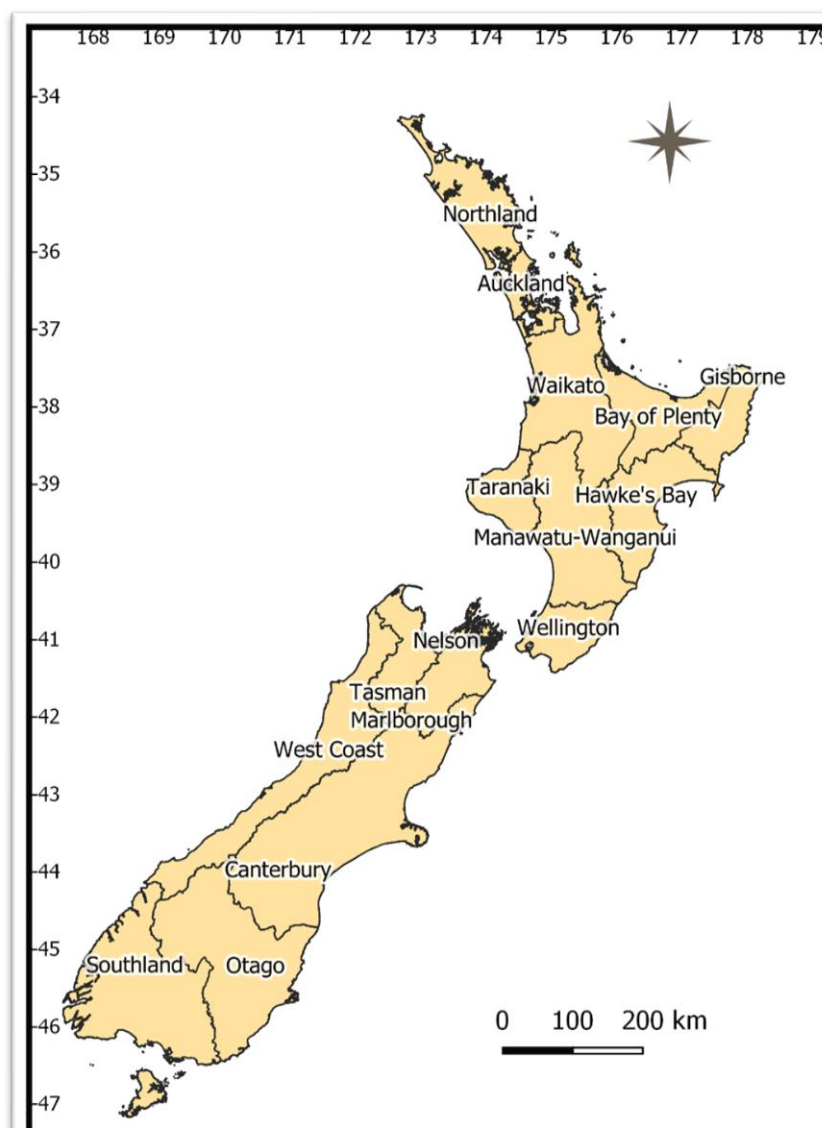 168 169 170 171 172 173 174 175 176 177 178 179
-34
-35
Northland
-36
Auckland
-37
Gisborne
Waikato
-38
Bay of Plenty
-39
Taranaki
Hawke's Bay
Manawatu-Wanganui
-40
Wellington
-41
Nelson
Tasman
-42
Marlborough
West Coast
-43
-44
Canterbury
-45
Southland
Otago
-46
0 100 200 km
-47